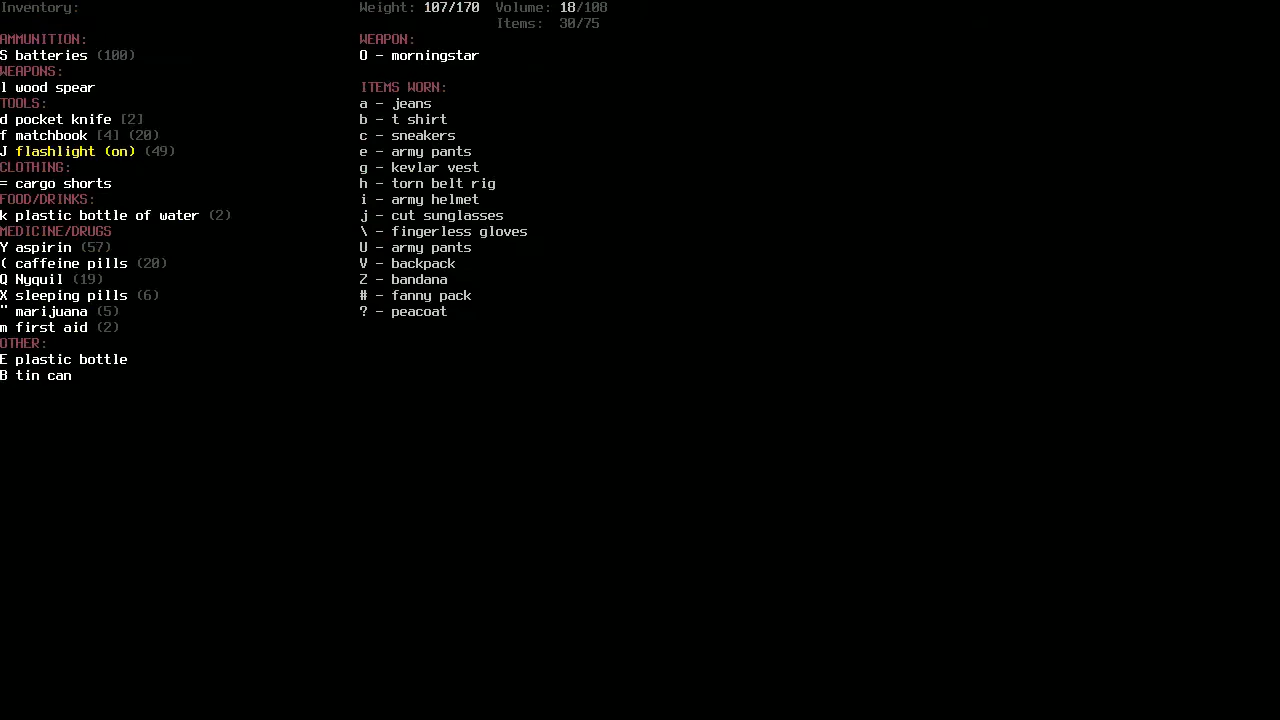 Inventory: Weight: 107/170 Volume: 18/108
Items: 30/75
AMMUNITION: WEAPON:
S batteries (100) O - morningstar
WEAPONS:
l wood spear ITEMS WORN:
TOOLS: a - jeans
d pocket knife [2] b - t shirt
f matchbook [4] (20) c - sneakers
J flashlight (on) (49) e - army pants
CLOTHING: g - kevlar vest
= cargo shorts h - torn belt rig
FOOD/DRINKS: i - army helmet
k plastic bottle of water (2) j - cut sunglasses
MEDICINE/DRUGS \ - fingerless gloves
Y aspirin (57) U - army pants
( caffeine pills (20) V - backpack
Q Nyquil (19) Z - bandana
X sleeping pills (6) # - fanny pack
" marijuana (5) ? - peacoat
m first aid (2)
OTHER:
E plastic bottle
B tin can